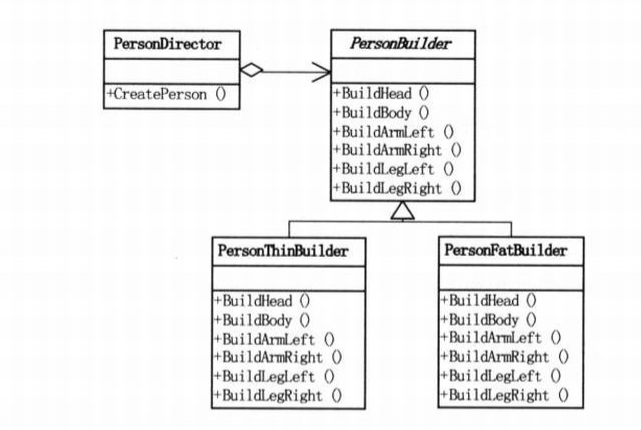 PersonDirector
+CreatePerson ()
PersonBuilder
+BuildHead ()
+BuildBody ()
+BuildArmLeft ()
+BuildArmRight ()
+BuildLegLeft ()
+BuildLegRight ()
PersonThinBuilder
+BuildHead ()
+BuildBody ()
+BuildArmLeft ()
+BuildArmRight ()
+BuildLegLeft ()
+BuildLegRight ()
PersonFatBuilder
+BuildHead ()
+BuildBody ()
+BuildArmLeft ()
+BuildArmRight ()
+BuildLegLeft ()
+BuildLegRight ()